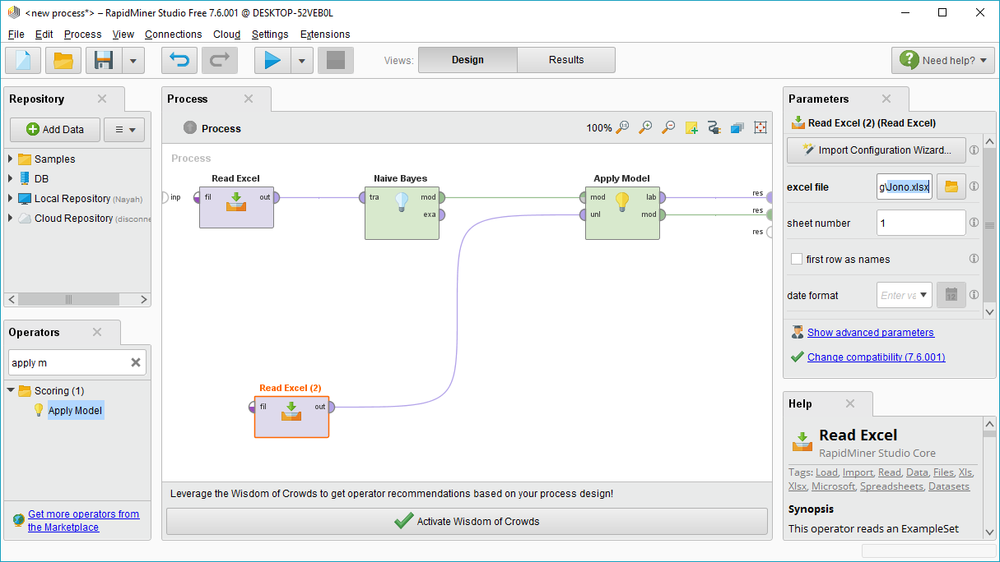 <new process*> – RapidMiner Studio Free 7.6.001 @ DESKTOP-52VEB0L
File Edit Process View Connections Cloud Settings Extensions
Views: Design Results Need help?
Repository
Add Data
Samples
DB
Local Repository (Nayah)
Cloud Repository (disconne
Operators
apply m
Scoring (1)
Apply Model
Get more operators from
the Marketplace
Process
Process
100%
Process
Read Excel
inp fil out
Naive Bayes
tra mod
exa
Apply Model
mod lab
unl mod
res
res
res
Read Excel (2)
fil out
Leverage the Wisdom of Crowds to get operator recommendations based on your process design!
Activate Wisdom of Crowds
Parameters
Read Excel (2) (Read Excel)
Import Configuration Wizard...
excel file g\Jono.xlsx
sheet number 1
first row as names
date format Enter va 12
Show advanced parameters
Change compatibility (7.6.001)
Help
Read Excel
RapidMiner Studio Core
Tags: Load, Import, Read, Data, Files, Xls,
Xlsx, Microsoft, Spreadsheets, Datasets
Synopsis
This operator reads an ExampleSet